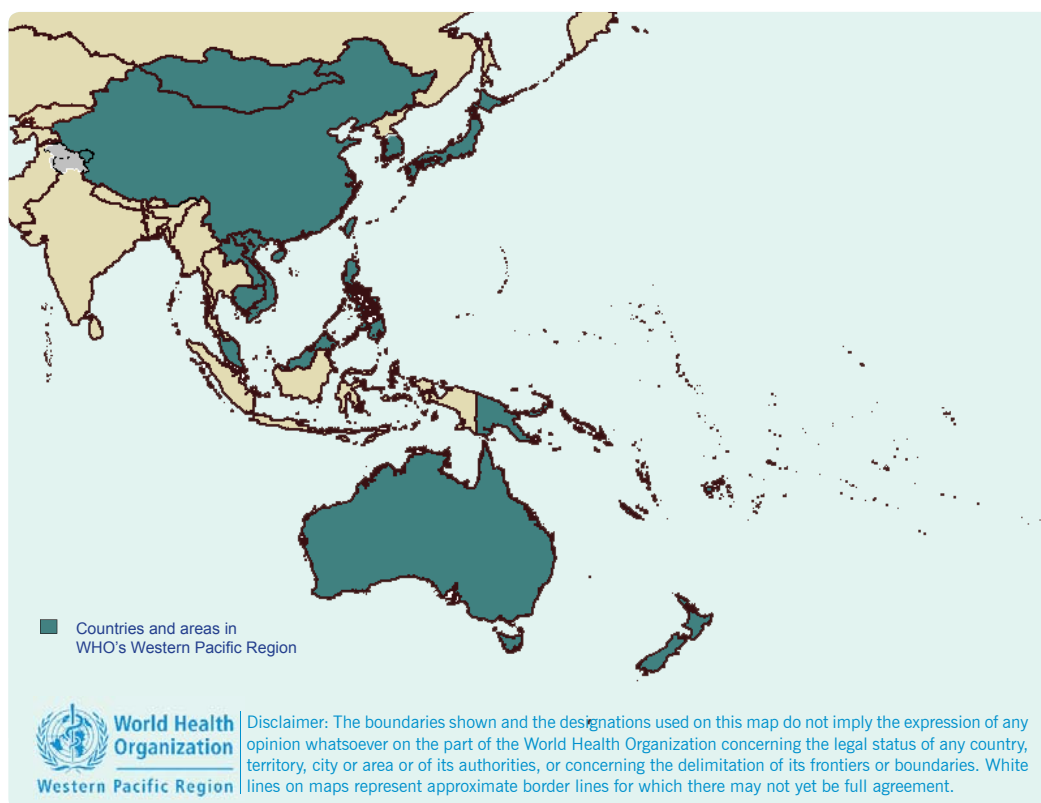 Countries and areas in
WHO's Western Pacific Region
World Health
Organization
Western Pacific Region
Disclaimer: The boundaries shown and the designations used on this map do not imply the expression of any
opinion whatsoever on the part of the World Health Organization concerning the legal status of any country,
territory, city or area or of its authorities, or concerning the delimitation of its frontiers or boundaries. White
lines on maps represent approximate border lines for which there may not yet be full agreement.